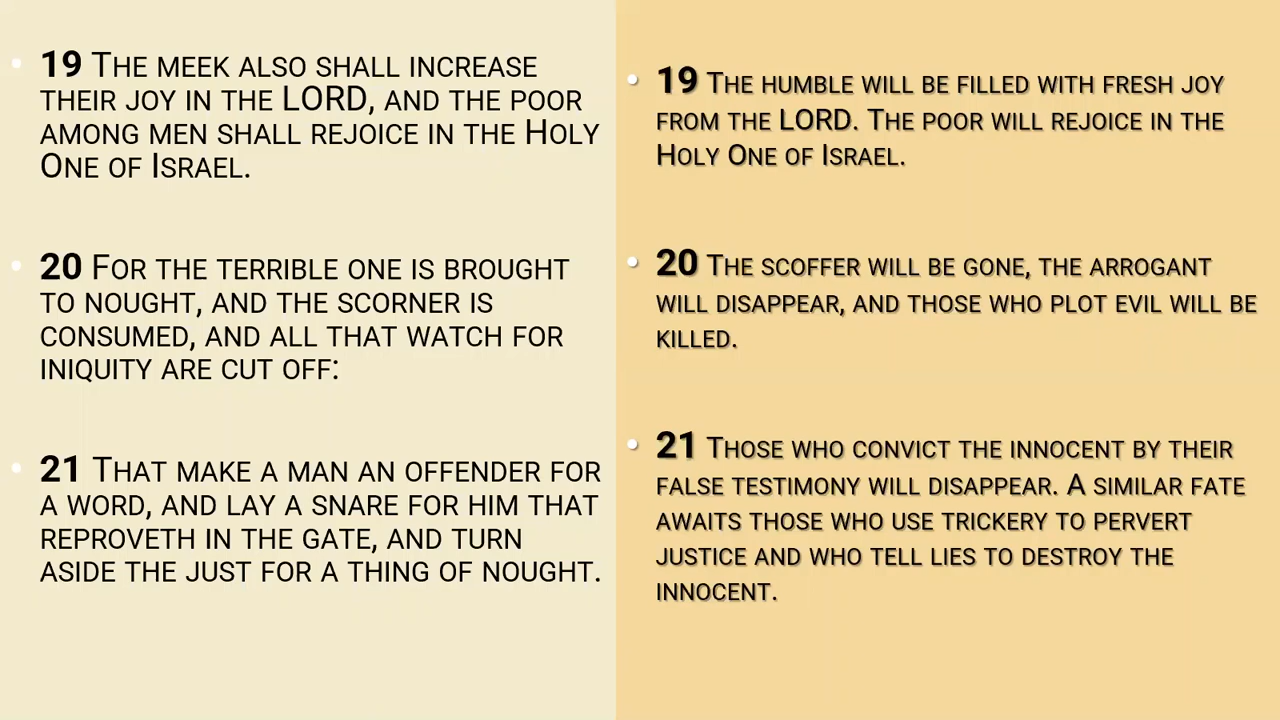 19 The meek also shall increase
their joy in the LORD, and the poor
among men shall rejoice in the Holy
One of Israel.
20 For the terrible one is brought
to nought, and the scorner is
consumed, and all that watch for
iniquity are cut off:
21 That make a man an offender for
a word, and lay a snare for him that
reproveth in the gate, and turn
aside the just for a thing of nought.
19 The humble will be filled with fresh joy
from the LORD. The poor will rejoice in the
Holy One of Israel.
20 The scoffer will be gone, the arrogant
will disappear, and those who plot evil will be
killed.
21 Those who convict the innocent by their
false testimony will disappear. A similar fate
awaits those who use trickery to pervert
justice and who tell lies to destroy the
innocent.